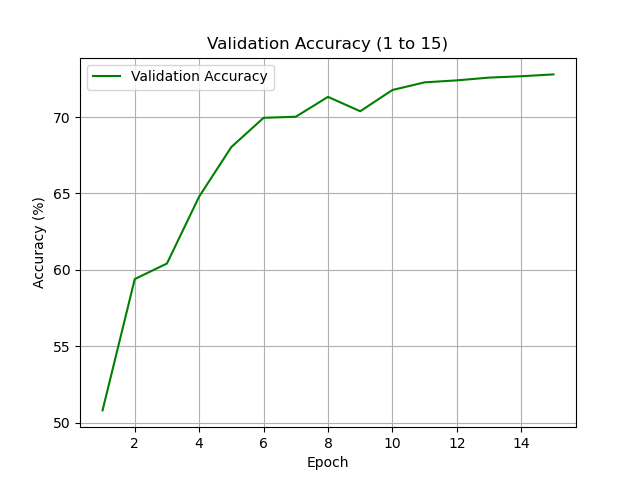 Validation Accuracy (1 to 15)
Validation Accuracy
70
65
60
55
50
Accuracy (%)
2 4 6 8 10 12 14
Epoch